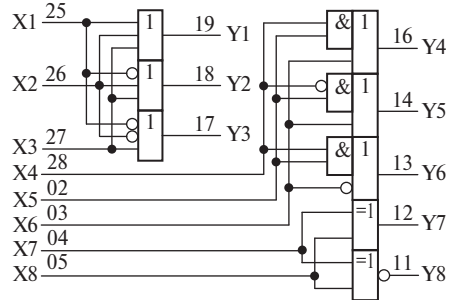 X1 25
X2 26
X3 27
X4 28
X5 02
X6 03
X7 04
X8 05
1 19 Y1
1 18 Y2
1 17 Y3
& 1 16 Y4
& 1 14 Y5
& 1 13 Y6
=1 12 Y7
=1 11 Y8